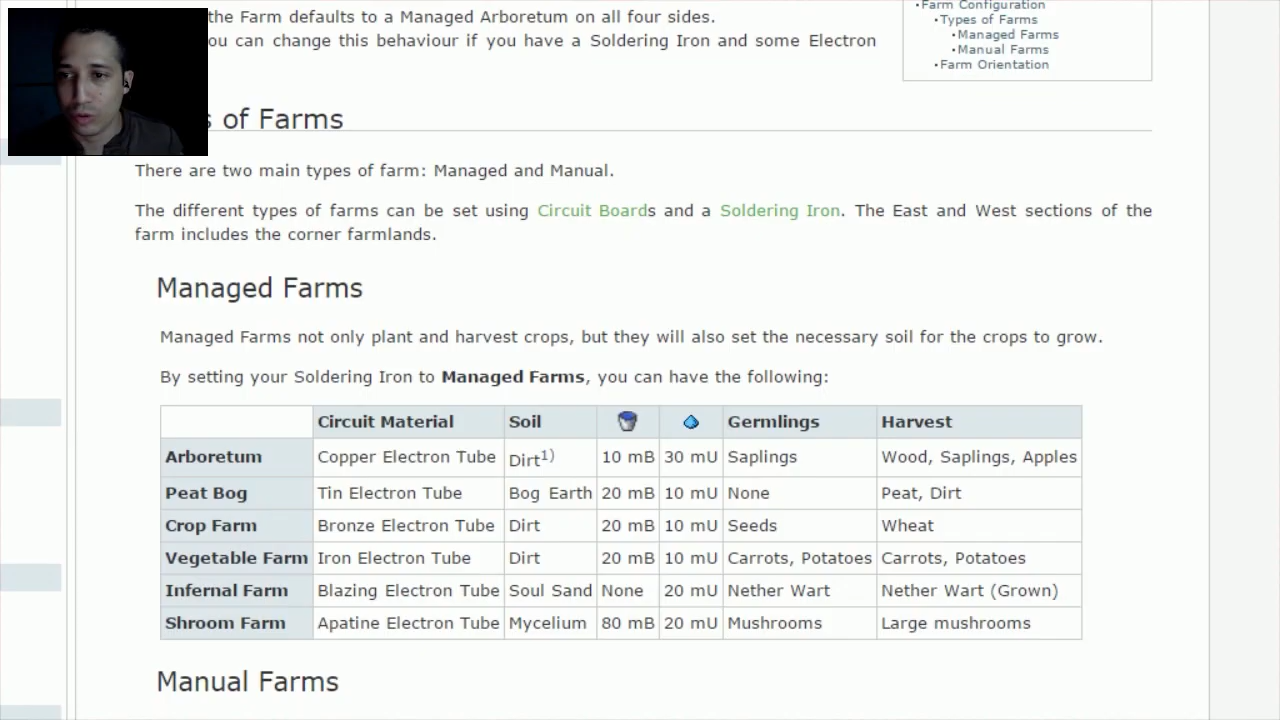 the Farm defaults to a Managed Arboretum on all four sides.
ou can change this behaviour if you have a Soldering Iron and some Electron
•Farm Configuration
•Types of Farms
•Managed Farms
•Manual Farms
•Farm Orientation
s of Farms
There are two main types of farm: Managed and Manual.
The different types of farms can be set using Circuit Boards and a Soldering Iron. The East and West sections of the
farm includes the corner farmlands.
Managed Farms
Managed Farms not only plant and harvest crops, but they will also set the necessary soil for the crops to grow.
By setting your Soldering Iron to Managed Farms, you can have the following:
Circuit Material Soil Germlings Harvest
Arboretum Copper Electron Tube Dirt1) 10 mB 30 mU Saplings Wood, Saplings, Apples
Peat Bog Tin Electron Tube Bog Earth 20 mB 10 mU None Peat, Dirt
Crop Farm Bronze Electron Tube Dirt 20 mB 10 mU Seeds Wheat
Vegetable Farm Iron Electron Tube Dirt 20 mB 10 mU Carrots, Potatoes Carrots, Potatoes
Infernal Farm Blazing Electron Tube Soul Sand None 20 mU Nether Wart Nether Wart (Grown)
Shroom Farm Apatine Electron Tube Mycelium 80 mB 20 mU Mushrooms Large mushrooms
Manual Farms